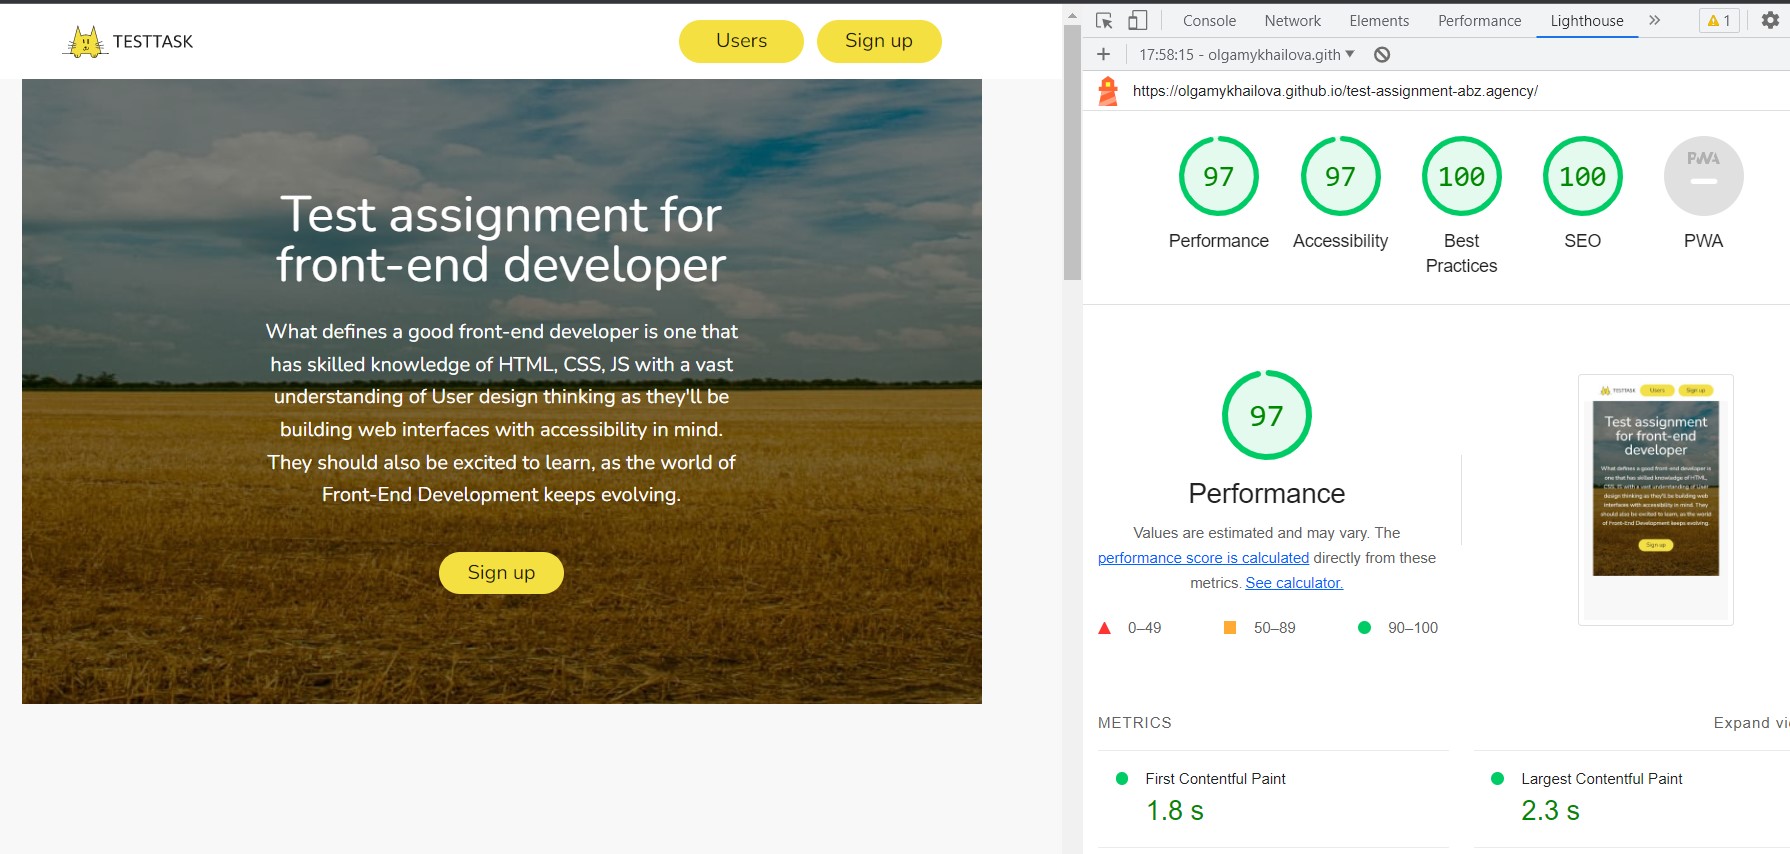 TESTTASK
Users
Sign up
Test assignment for
front-end developer
What defines a good front-end developer is one that
has skilled knowledge of HTML, CSS, JS with a vast
understanding of User design thinking as they'll be
building web interfaces with accessibility in mind.
They should also be excited to learn, as the world of
Front-End Development keeps evolving.
Sign up
Console Network Elements Performance Lighthouse 1
17:58:15 - olgamykhailova.gith
https://olgamykhailova.github.io/test-assignment-abz.agency/
97 97 100 100 PWA
Performance Accessibility Best Practices SEO PWA
97
Performance
Values are estimated and may vary. The
performance score is calculated directly from these
metrics. See calculator.
0–49 50–89 90–100
TESTTASK Users Sign up
Test assignment
for front-end
developer
What defines a good front-end developer is
one that has skilled knowledge of HTML,
CSS, JS with a vast understanding of User
design thinking as they'll be building web
interfaces with accessibility in mind. They
should also be excited to learn, as the world
of Front-End Development keeps evolving.
Sign up
METRICS
Expand vi
First Contentful Paint
1.8 s
Largest Contentful Paint
2.3 s